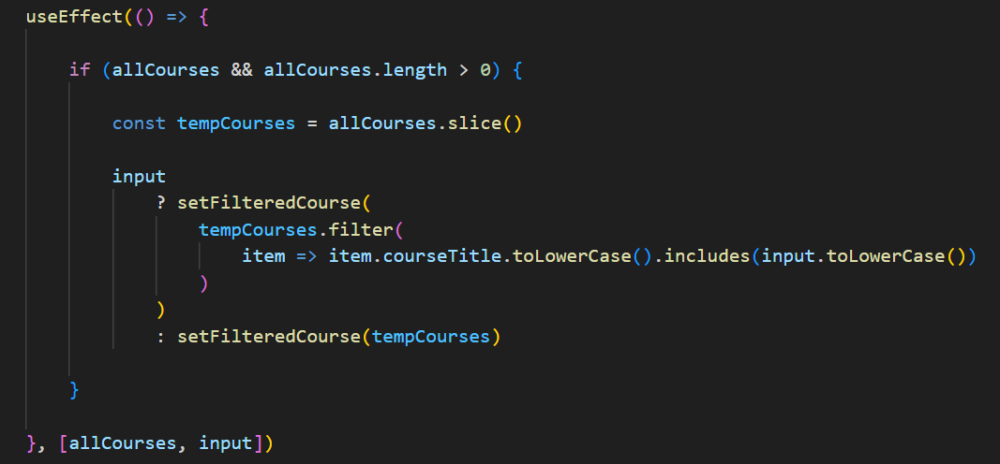 useEffect(() => {
if (allCourses && allCourses.length > 0) {
const tempCourses = allCourses.slice()
input
? setFilteredCourse(
tempCourses.filter(
item => item.courseTitle.toLowerCase().includes(input.toLowerCase())
)
)
: setFilteredCourse(tempCourses)
}
}, [allCourses, input])